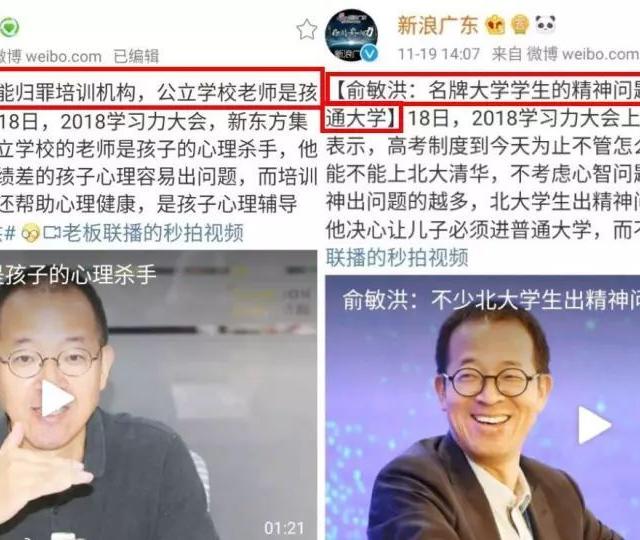 微博 weibo.com 已编辑
能归罪培训机构，公立学校老师是孩
18日，2018学习力大会，新东方集
立学校的老师是孩子的心理杀手，他
绩差的孩子心理容易出问题，而培训
还帮助心理健康，是孩子心理辅导
# 老板联播的秒拍视频
是孩子的心理杀手
01:21
新浪广东
11-19 14:07 来自 微博 weibo.com
【俞敏洪：名牌大学学生的精神问题
通大学】18日，2018学习力大会上
表示，高考制度到今天为止不管怎么
能不能上北大清华，不考虑心智问
神出问题的越多，北大学生出精神问
他决心让儿子必须进普通大学，而不
联播的秒拍视频
俞敏洪：不少北大学生出精神问